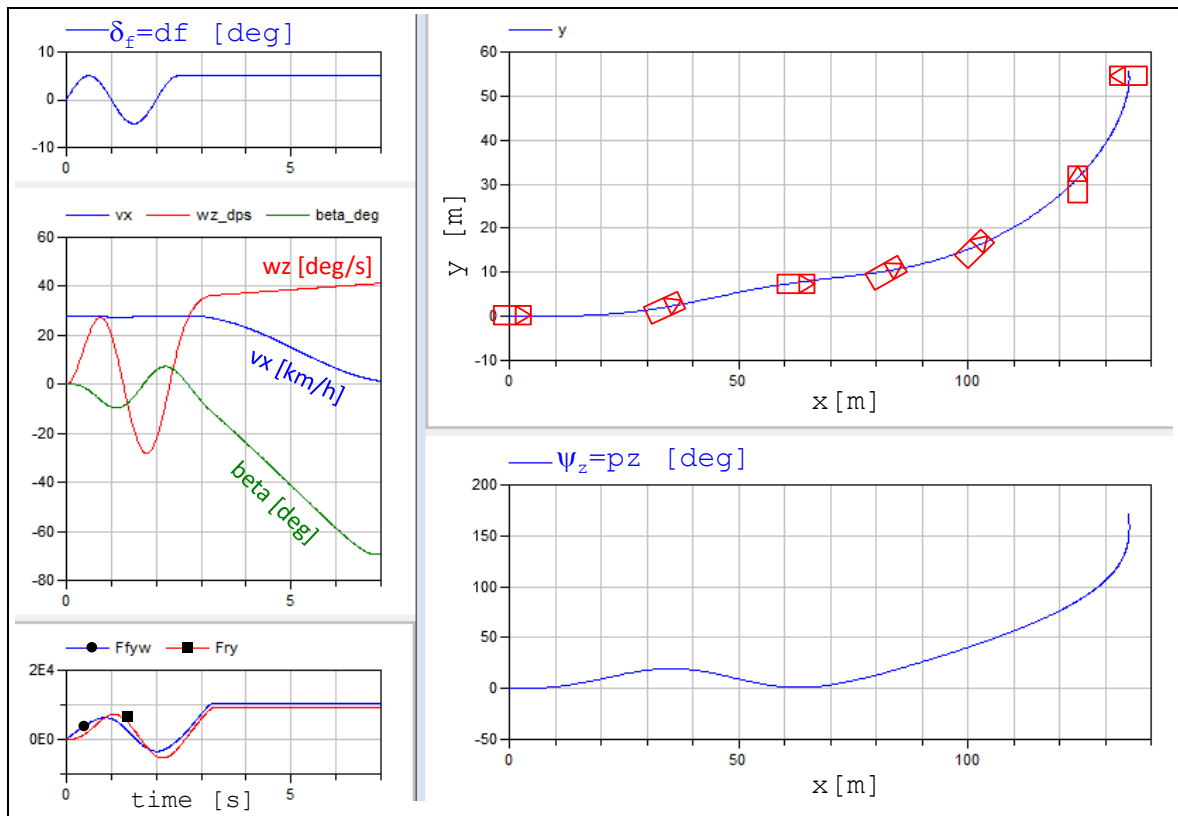 δf=df [deg]
10
0
-10
0 5
vx wz_dps beta_deg
60
40
20
0
-20
-40
-60
-80
wz [deg/s]
vx [km/h]
beta [deg]
0 5
Ffyw Fry
2E4
0E0
0 5
time [s]
y
60
50
40
30
20
10
0
-10
y [m]
0 50 100
x[m]
ψz=pz [deg]
200
150
100
50
0
-50
0 50 100
x[m]